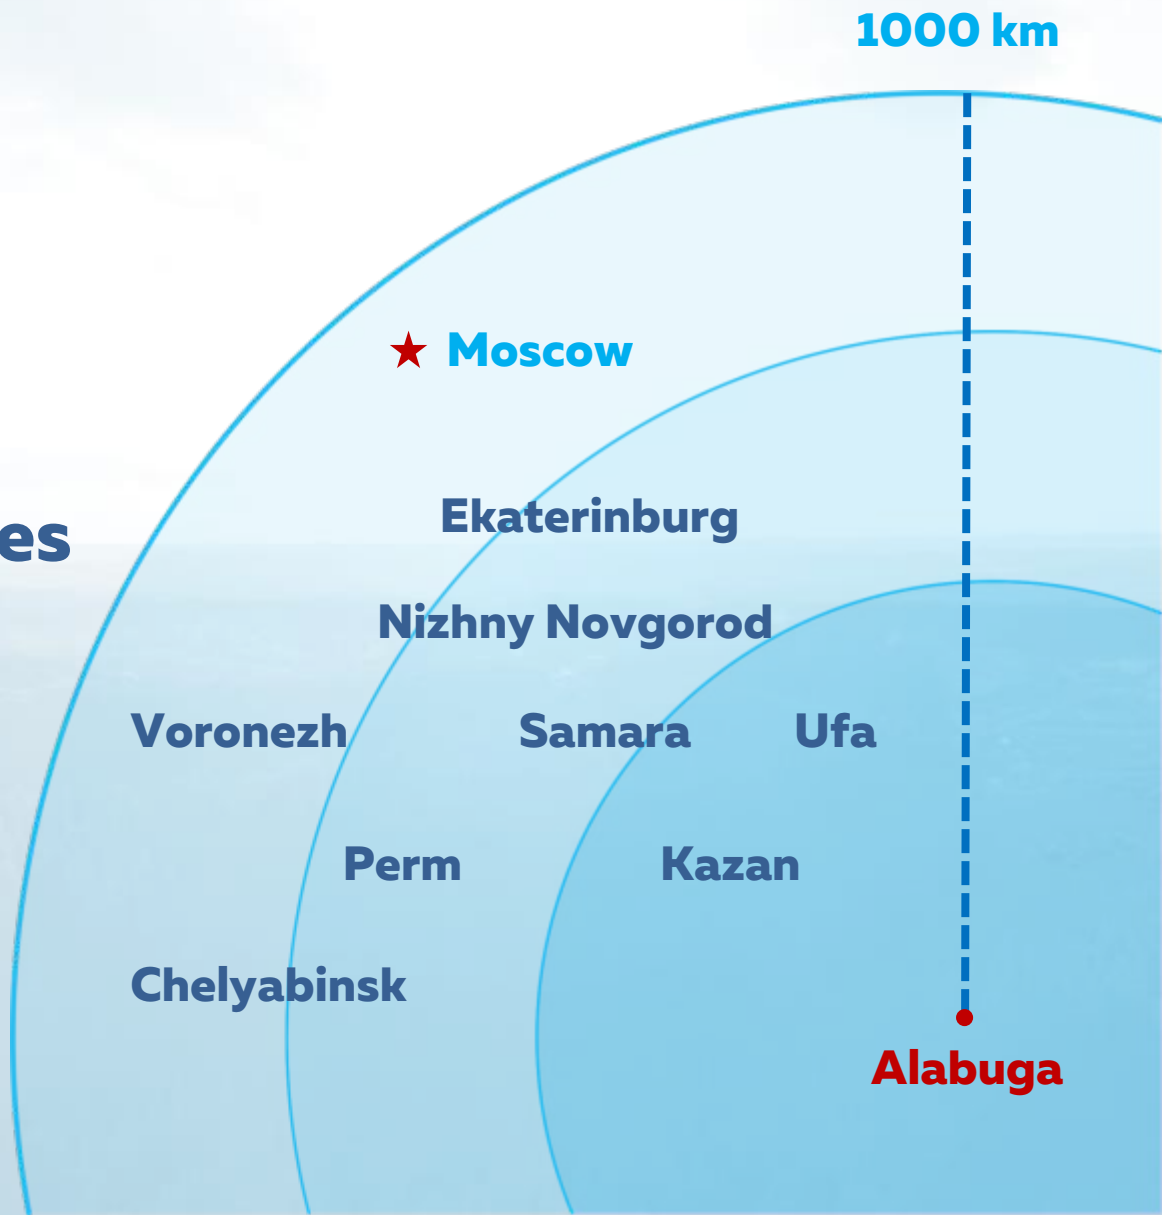 1000 km
Moscow
Ekaterinburg
es
Nizhny Novgorod
Voronezh
Samara
Ufa
Perm
Kazan
Chelyabinsk
Alabuga